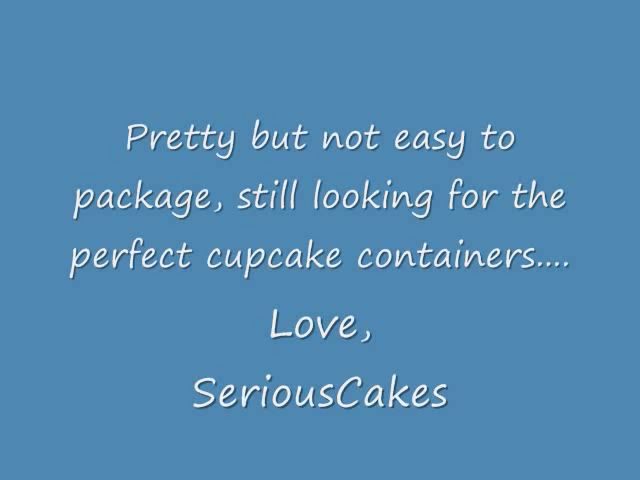 Pretty but not easy to
package, still looking for the
perfect cupcake containers....
Love,
SeriousCakes